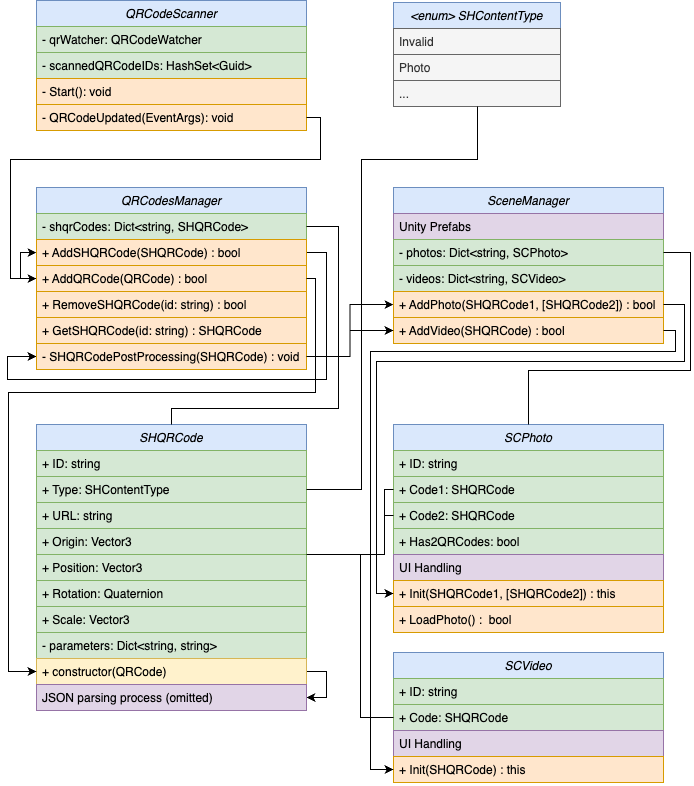 QRCodeScanner
- qrWatcher: QRCodeWatcher
- scannedQRCodeIDs: HashSet<Guid>
- Start(): void
- QRCodeUpdated(EventArgs): void
<enum> SHContentType
Invalid
Photo
...
QRCodesManager
- shqrCodes: Dict<string, SHQRCode>
+ AddSHQRCode(SHQRCode) : bool
+ AddQRCode(QRCode) : bool
+ RemoveSHQRCode(id: string) : bool
+ GetSHQRCode(id: string) : SHQRCode
- SHQRCodePostProcessing(SHQRCode) : void
SceneManager
Unity Prefabs
- photos: Dict<string, SCPhoto>
- videos: Dict<string, SCVideo>
+ AddPhoto(SHQRCode1, [SHQRCode2]) : bool
+ AddVideo(SHQRCode) : bool
SHQRCode
+ ID: string
+ Type: SHContentType
+ URL: string
+ Origin: Vector3
+ Position: Vector3
+ Rotation: Quaternion
+ Scale: Vector3
- parameters: Dict<string, string>
+ constructor(QRCode)
JSON parsing process (omitted)
SCPhoto
+ ID: string
+ Code1: SHQRCode
+ Code2: SHQRCode
+ Has2QRCodes: bool
UI Handling
+ Init(SHQRCode1, [SHQRCode2]) : this
+ LoadPhoto() :  bool
SCVideo
+ ID: string
+ Code: SHQRCode
UI Handling
+ Init(SHQRCode) : this